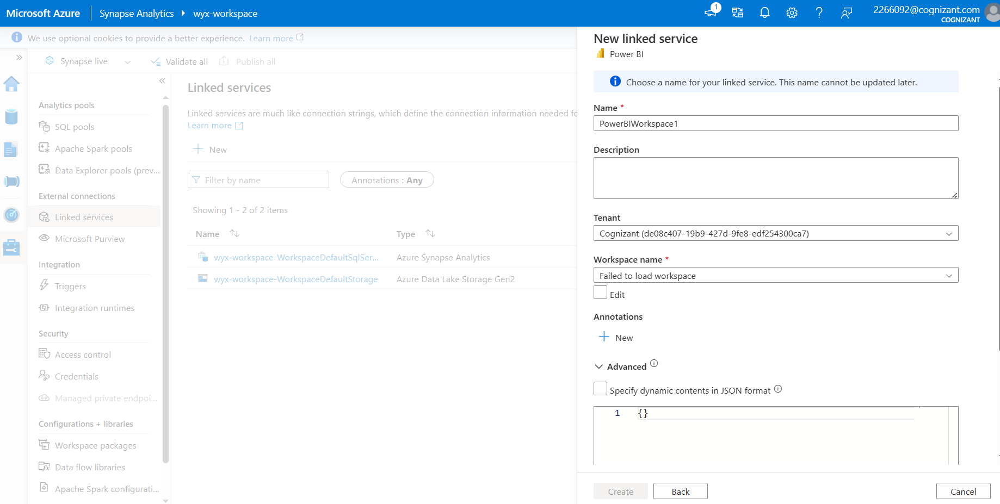 Microsoft Azure
Synapse Analytics
wyx-workspace
1
2266092@cognizant.com
COGNIZANT
We use optional cookies to provide a better experience. Learn more
Synapse live
Validate all
Publish all
Analytics pools
SQL pools
Apache Spark pools
Data Explorer pools (prev...
External connections
Linked services
Microsoft Purview
Integration
Triggers
Integration runtimes
Security
Access control
Credentials
Managed private endpoi...
Configurations + libraries
Workspace packages
Data flow libraries
Apache Spark configurati...
Linked services
Linked services are much like connection strings, which define the connection information needed fo
Learn more
New
Filter by name
Annotations : Any
Showing 1 - 2 of 2 items
Name
Type
wyx-workspace-WorkspaceDefaultSqlSer...
Azure Synapse Analytics
wyx-workspace-WorkspaceDefaultStorage
Azure Data Lake Storage Gen2
New linked service
Power BI
Choose a name for your linked service. This name cannot be updated later.
Name *
PowerBIWorkspace1
Description
Tenant
Cognizant (de08c407-19b9-427d-9fe8-edf254300ca7)
Workspace name *
Failed to load workspace
Edit
Annotations
New
Advanced
Specify dynamic contents in JSON format
1 {}
Create
Back
Cancel